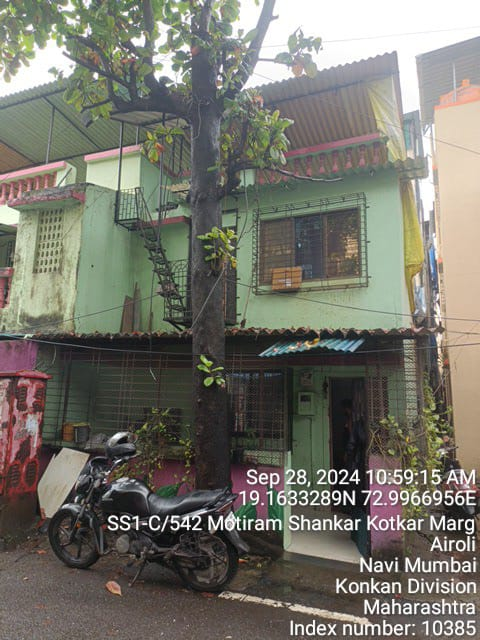 Sep 28, 2024 10:59:15 AM
19.1633289N 72.9966956E
SS1-C/542 Motiram Shankar Kotkar Marg
Airoli
Navi Mumbai
Konkan Division
Maharashtra
Index number: 10385